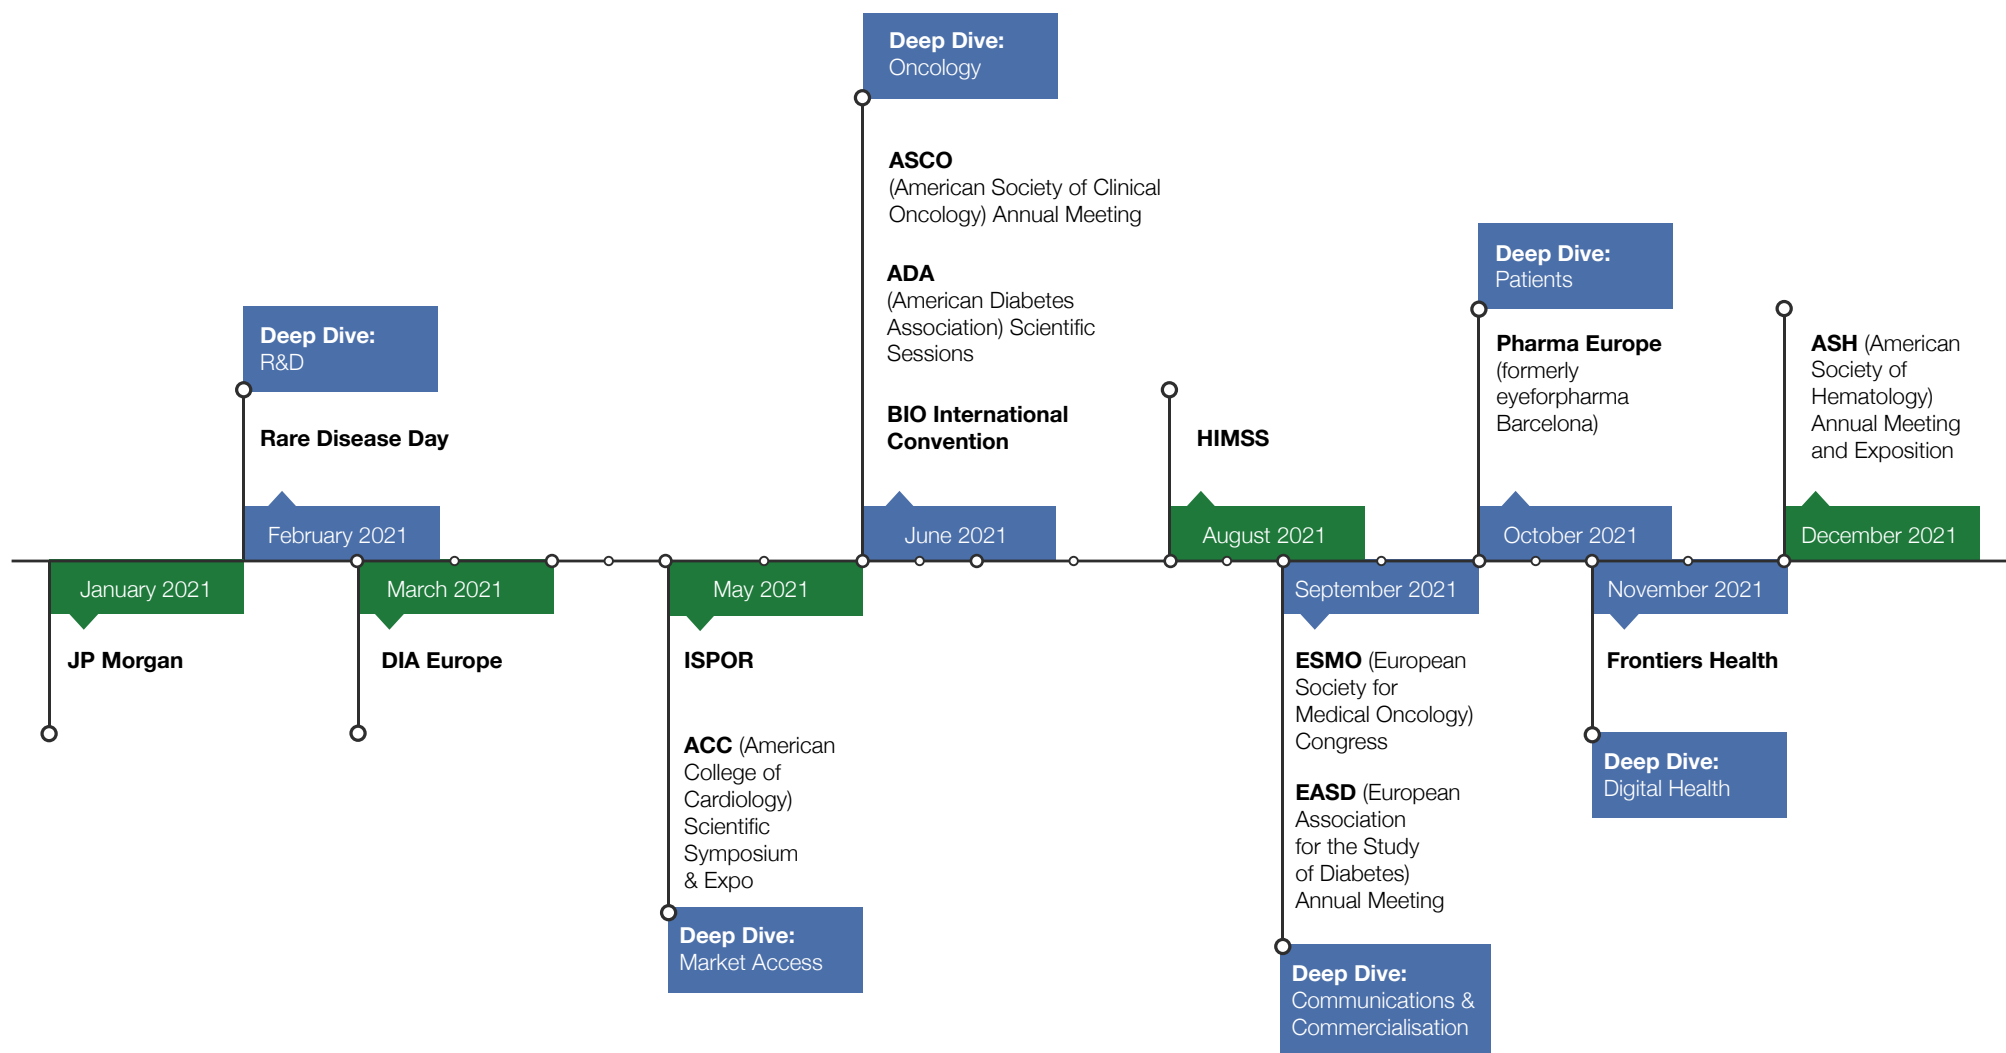 January 2021
JP Morgan
Deep Dive:
R&D
Rare Disease Day
February 2021
March 2021
DIA Europe
May 2021
ISPOR
ACC (American
College of
Cardiology)
Scientific
Symposium
& Expo
Deep Dive:
Market Access
Deep Dive:
Oncology
ASCO
(American Society of Clinical
Oncology) Annual Meeting
ADA
(American Diabetes
Association) Scientific
Sessions
BIO International
Convention
June 2021
HIMSS
August 2021
September 2021
ESMO (European
Society for
Medical Oncology)
Congress
EASD (European
Association
for the Study
of Diabetes)
Annual Meeting
Deep Dive:
Communications &
Commercialisation
Deep Dive:
Patients
Pharma Europe
(formerly
eyeforpharma
Barcelona)
October 2021
November 2021
Frontiers Health
Deep Dive:
Digital Health
ASH (American
Society of
Hematology)
Annual Meeting
and Exposition
December 2021